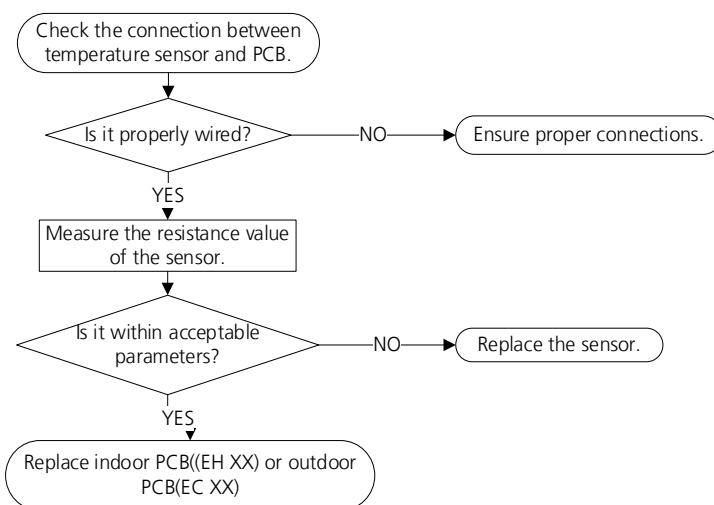 Check the connection between
temperature sensor and PCB.
Is it properly wired?
NO
Ensure proper connections.
YES
Measure the resistance value
of the sensor.
Is it within acceptable
parameters?
NO
Replace the sensor.
YES
Replace indoor PCB((EH XX) or outdoor
PCB(EC XX)